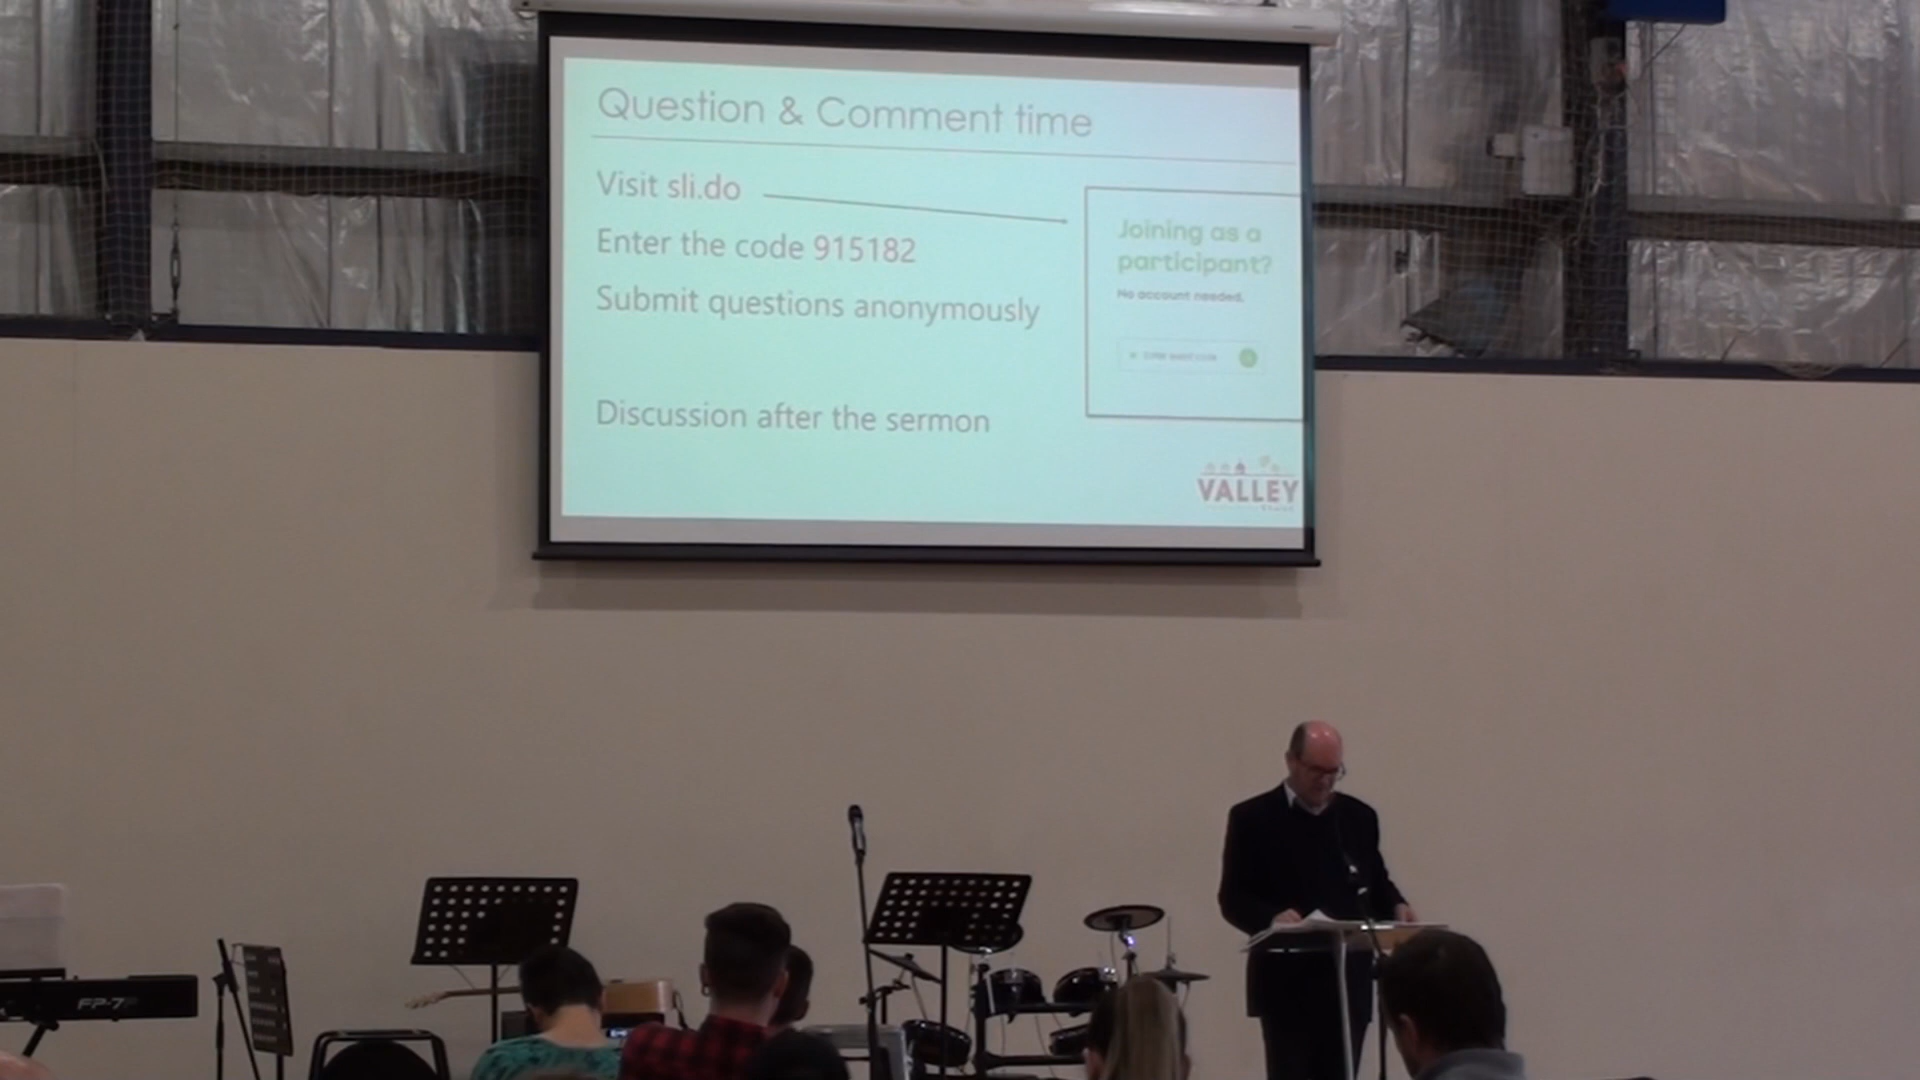 Question & Comment time
Visit sli.do
Enter the code 915182
Submit questions anonymously
Discussion after the sermon
Joining as a
participant?
No account needed.
VALLEY
FP-7